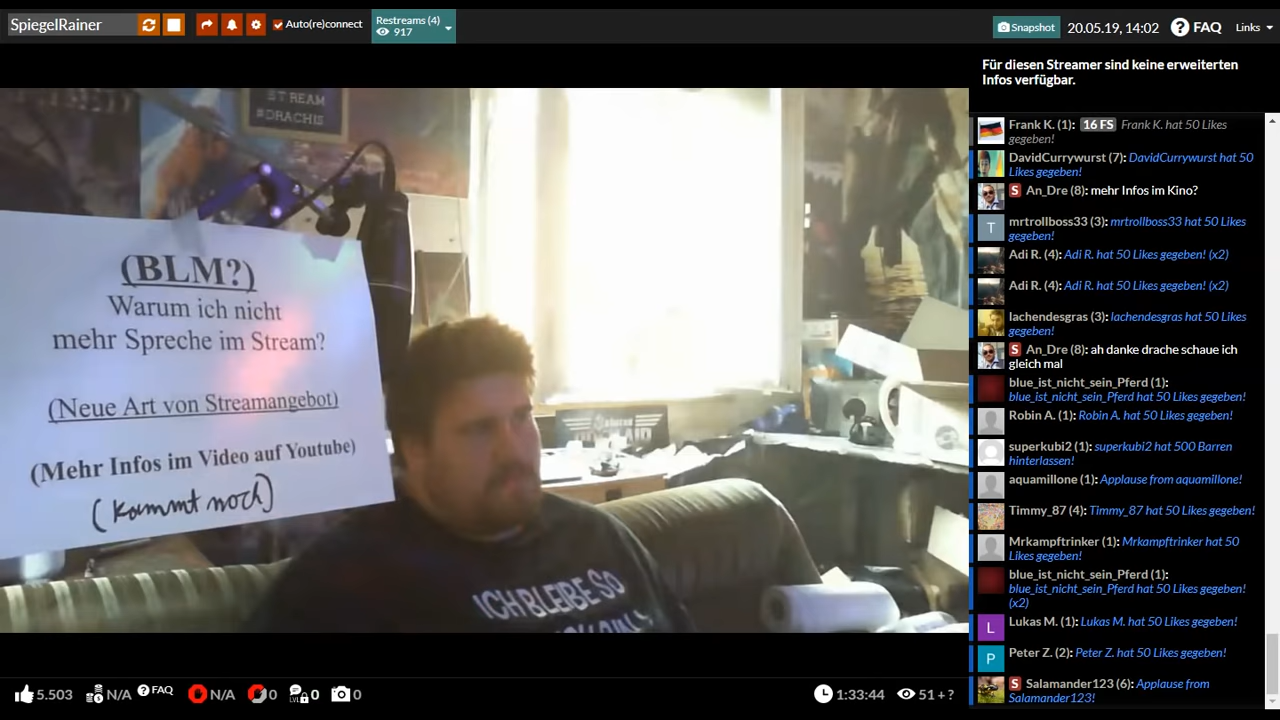 SpiegelRainer
Auto(re)connect
Restreams (4)
917
Snapshot
20.05.19, 14:02
FAQ
Links
Für diesen Streamer sind keine erweiterten
Infos verfügbar.
STREAM
#DRACHIS
(BLM?)
Warum ich nicht
mehr Spreche im Stream?
(Neue Art von Streamangebot)
(Mehr Infos im Video auf Youtube)
(kommt noch)
ICH BLEIBE SO
Frank K. (1): 16 FS Frank K. hat 50 Likes
gegeben!
DavidCurrywurst (7): DavidCurrywurst hat 50
Likes gegeben!
S An_Dre (8): mehr Infos im Kino?
T
mrtrollboss33 (3): mrtrollboss33 hat 50 Likes
gegeben!
Adi R. (4): Adi R. hat 50 Likes gegeben! (x2)
Adi R. (4): Adi R. hat 50 Likes gegeben! (x2)
lachendesgras (3): lachendesgras hat 50 Likes
gegeben!
S An_Dre (8): ah danke drache schaue ich
gleich mal
blue_ist_nicht_sein_Pferd (1):
blue_ist_nicht_sein_Pferd hat 50 Likes gegeben!
Robin A. (1): Robin A. hat 50 Likes gegeben!
superkubi2 (1): superkubi2 hat 500 Barren
hinterlassen!
aquamillone (1): Applause from aquamillone!
Timmy_87 (4): Timmy_87 hat 50 Likes gegeben!
Mrkampftrinker (1): Mrkampftrinker hat 50
Likes gegeben!
blue_ist_nicht_sein_Pferd (1):
blue_ist_nicht_sein_Pferd hat 50 Likes gegeben!
(x2)
L Lukas M. (1): Lukas M. hat 50 Likes gegeben!
P Peter Z. (2): Peter Z. hat 50 Likes gegeben!
S Salamander123 (6): Applause from
Salamander123!
5.503
N/A
FAQ
N/A
0
LVL
0
0
1:33:44
51 + ?